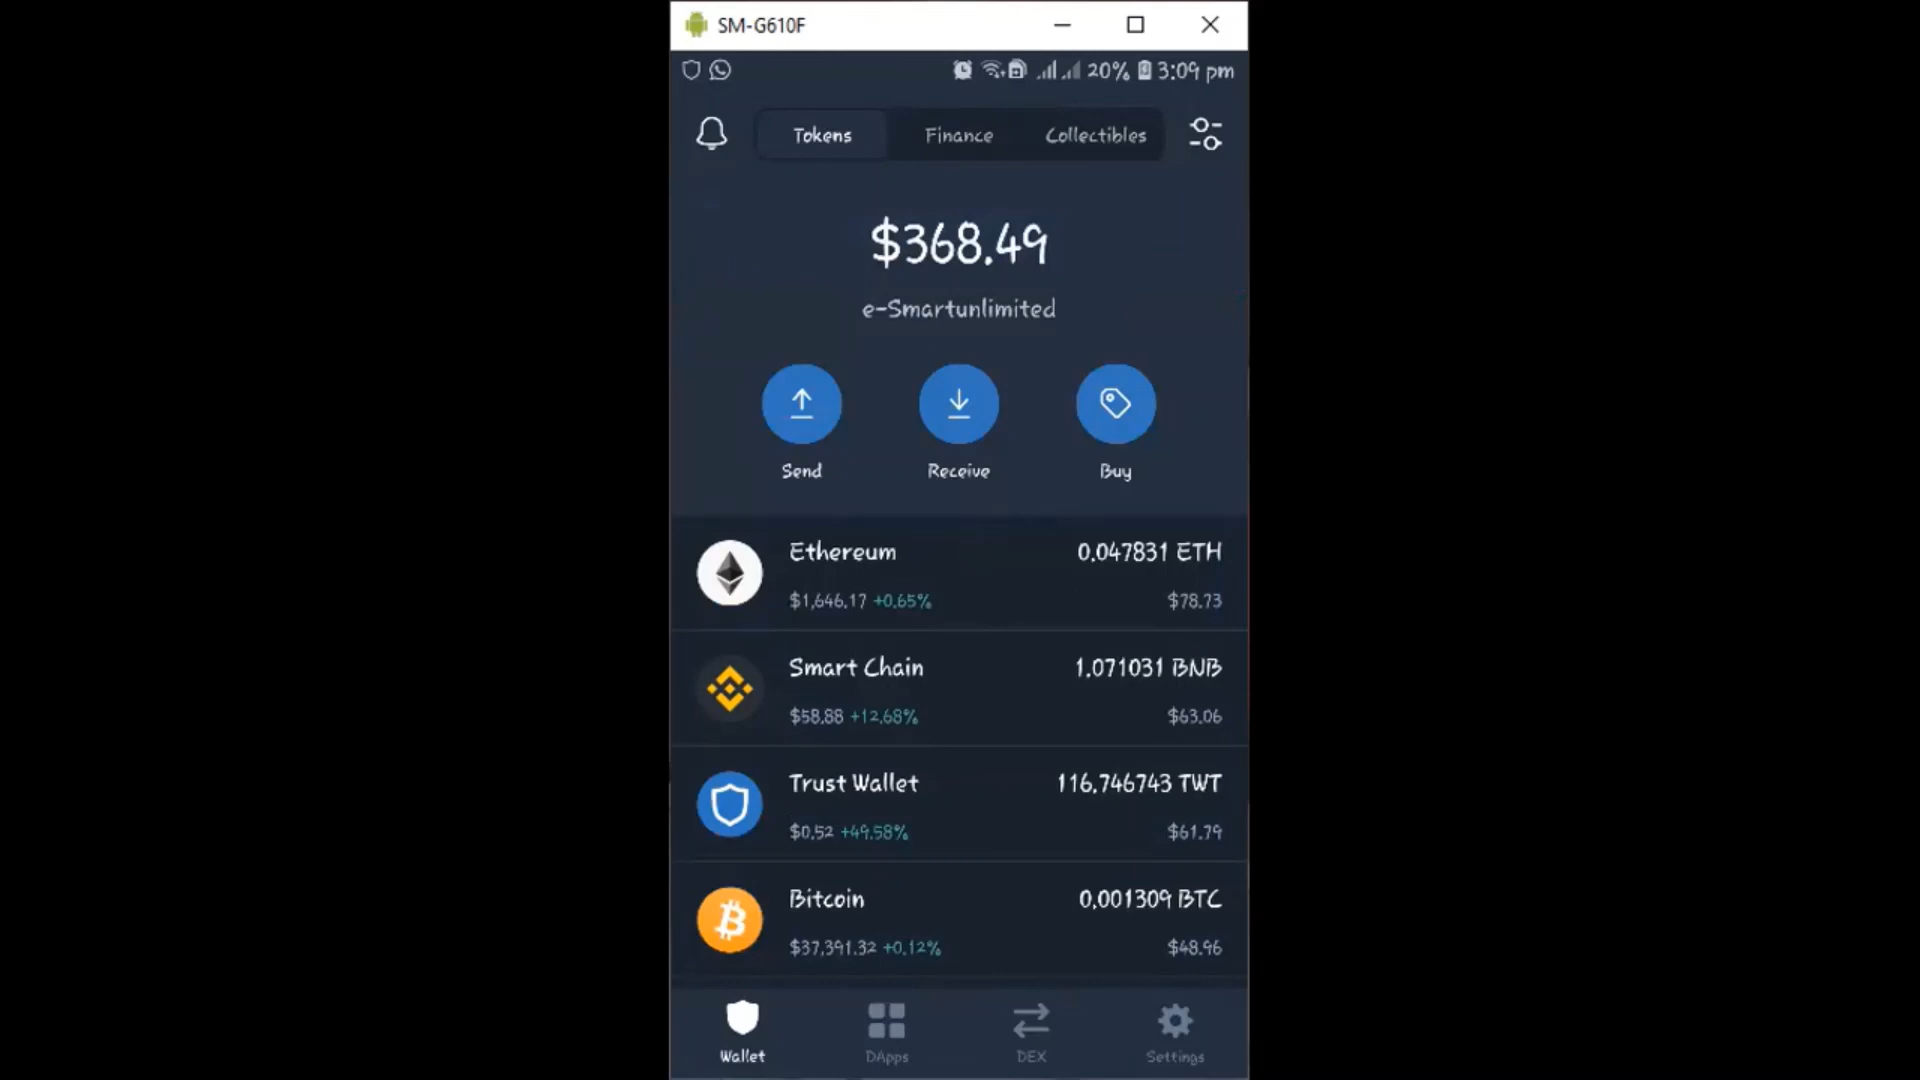 SM-G610F
20% 3:09 pm
Tokens Finance Collectibles
$368.49
e-Smartunlimited
Send Receive Buy
Ethereum 0.047831 ETH
$1,646.17 +0.65% $78.73
Smart Chain 1.071031 BNB
$58.88 +12.68% $63.06
Trust Wallet 116.746743 TWT
$0.52 +49.58% $61.79
Bitcoin 0.001309 BTC
$37,391.32 +0.12% $48.96
Wallet DApps DEX Settings